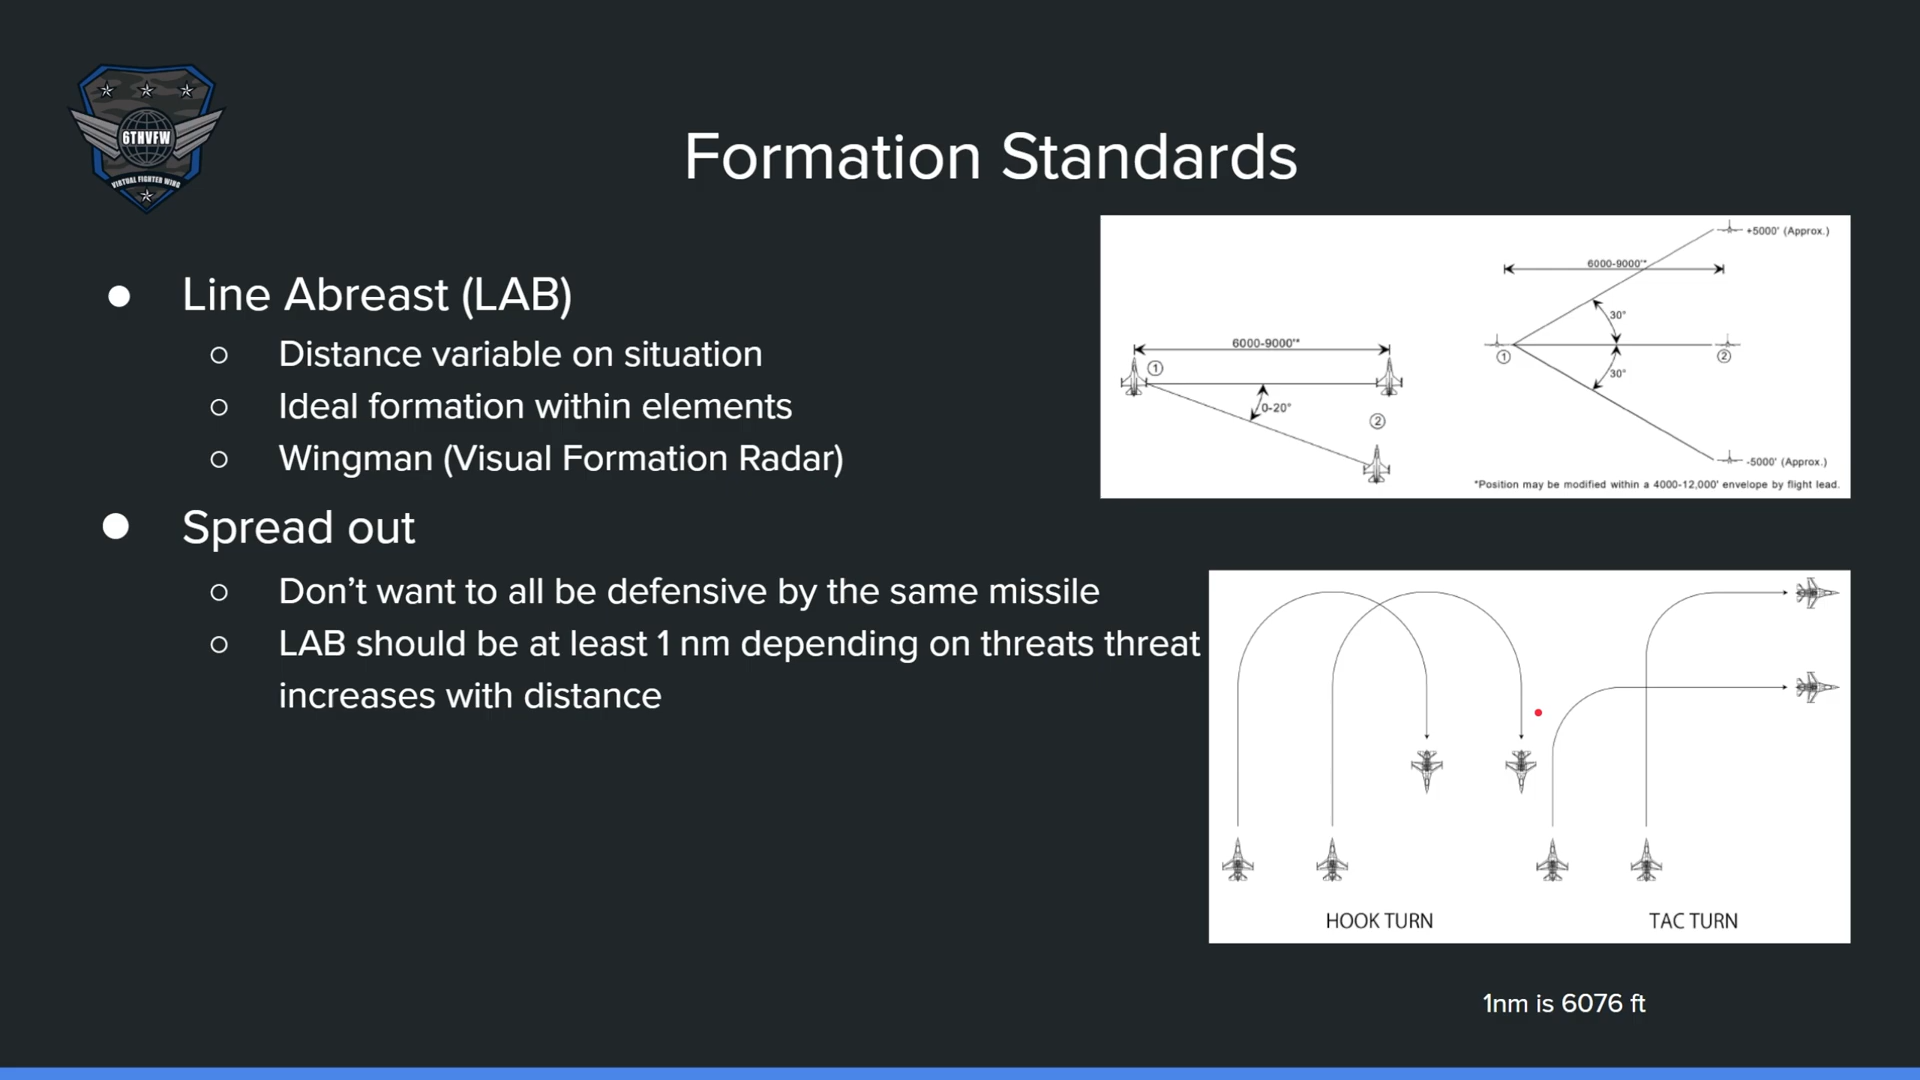 6THVFW
VIRTUAL FIGHTER WING
Formation Standards
Line Abreast (LAB)
Distance variable on situation
Ideal formation within elements
Wingman (Visual Formation Radar)
Spread out
Don’t want to all be defensive by the same missile
LAB should be at least 1 nm depending on threats threat
increases with distance
6000-9000'*
1
0-20°
2
+5000' (Approx.)
6000-9000'*
30°
1
2
30°
-5000' (Approx.)
*Position may be modified within a 4000-12,000' envelope by flight lead.
HOOK TURN
TAC TURN
1nm is 6076 ft